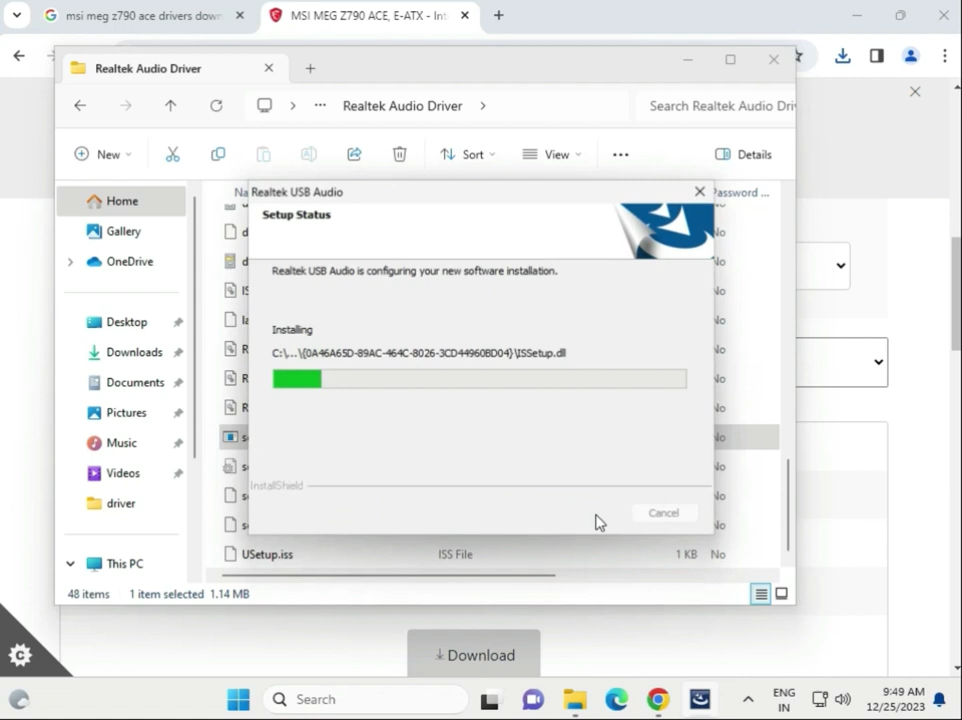 msi meg z790 ace drivers down
MSI MEG Z790 ACE, E-ATX - Int
Realtek Audio Driver
Realtek Audio Driver
Search Realtek Audio Dri
New
Sort
View
Details
Home
Gallery
OneDrive
Desktop
Downloads
Documents
Pictures
Music
Videos
driver
This PC
Na
Password ...
Realtek USB Audio
Setup Status
Realtek USB Audio is configuring your new software installation.
Installing
C:\...\{0A46A65D-89AC-464C-8026-3CD44960BD04}\ISSetup.dll
InstallShield
Cancel
No
No
No
No
No
No
No
No
No
No
No
USetup.iss
ISS File
1 KB
No
48 items
1 item selected
1.14 MB
Download
Search
ENG
IN
9:49 AM
12/25/2023